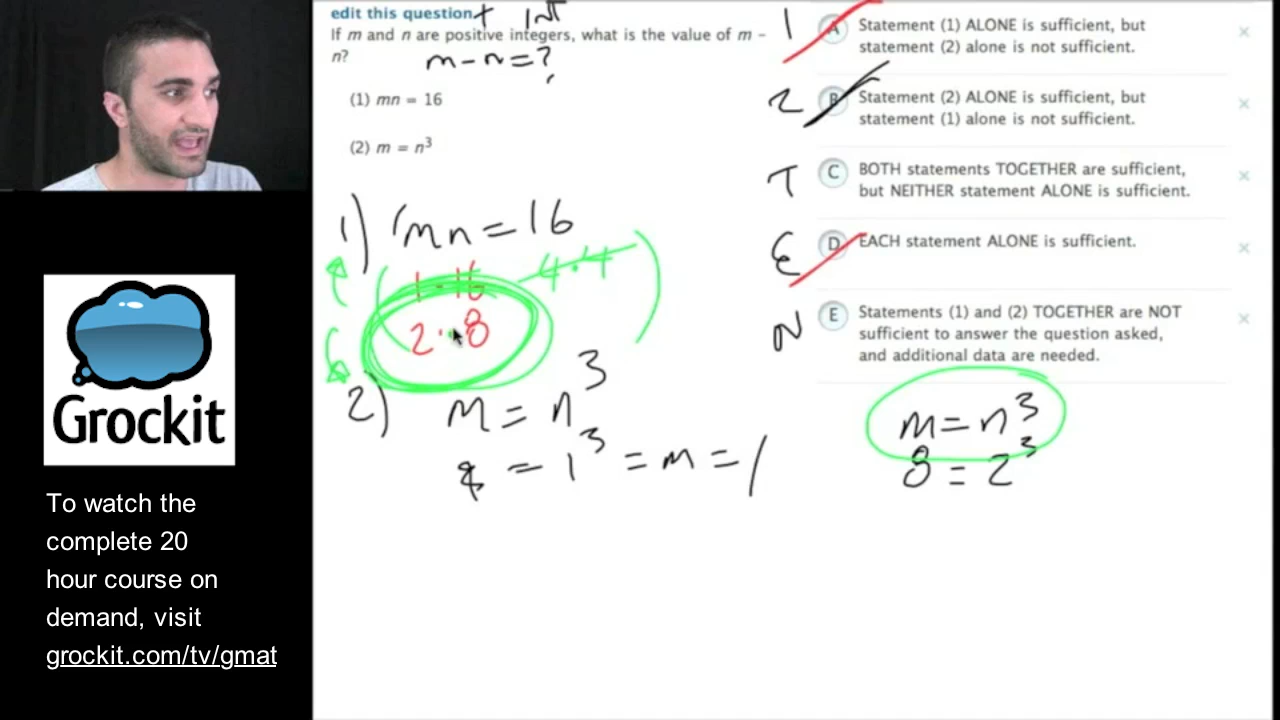 edit this question
+ INT
If m and n are positive integers, what is the value of m –
n?
m-n=?
(1) mn = 16
(2) m = n³
1) mn=16
1·16
4·4
2·8
6
2) m=n³
= 1³ = m = 1
1
A
Statement (1) ALONE is sufficient, but
statement (2) alone is not sufficient.
×
2
B
Statement (2) ALONE is sufficient, but
statement (1) alone is not sufficient.
×
T
C
BOTH statements TOGETHER are sufficient,
but NEITHER statement ALONE is sufficient.
×
E
D
EACH statement ALONE is sufficient.
×
N
E
Statements (1) and (2) TOGETHER are NOT
sufficient to answer the question asked,
and additional data are needed.
×
m=n³
8=2³
Grockit
To watch the
complete 20
hour course on
demand, visit
grockit.com/tv/gmat